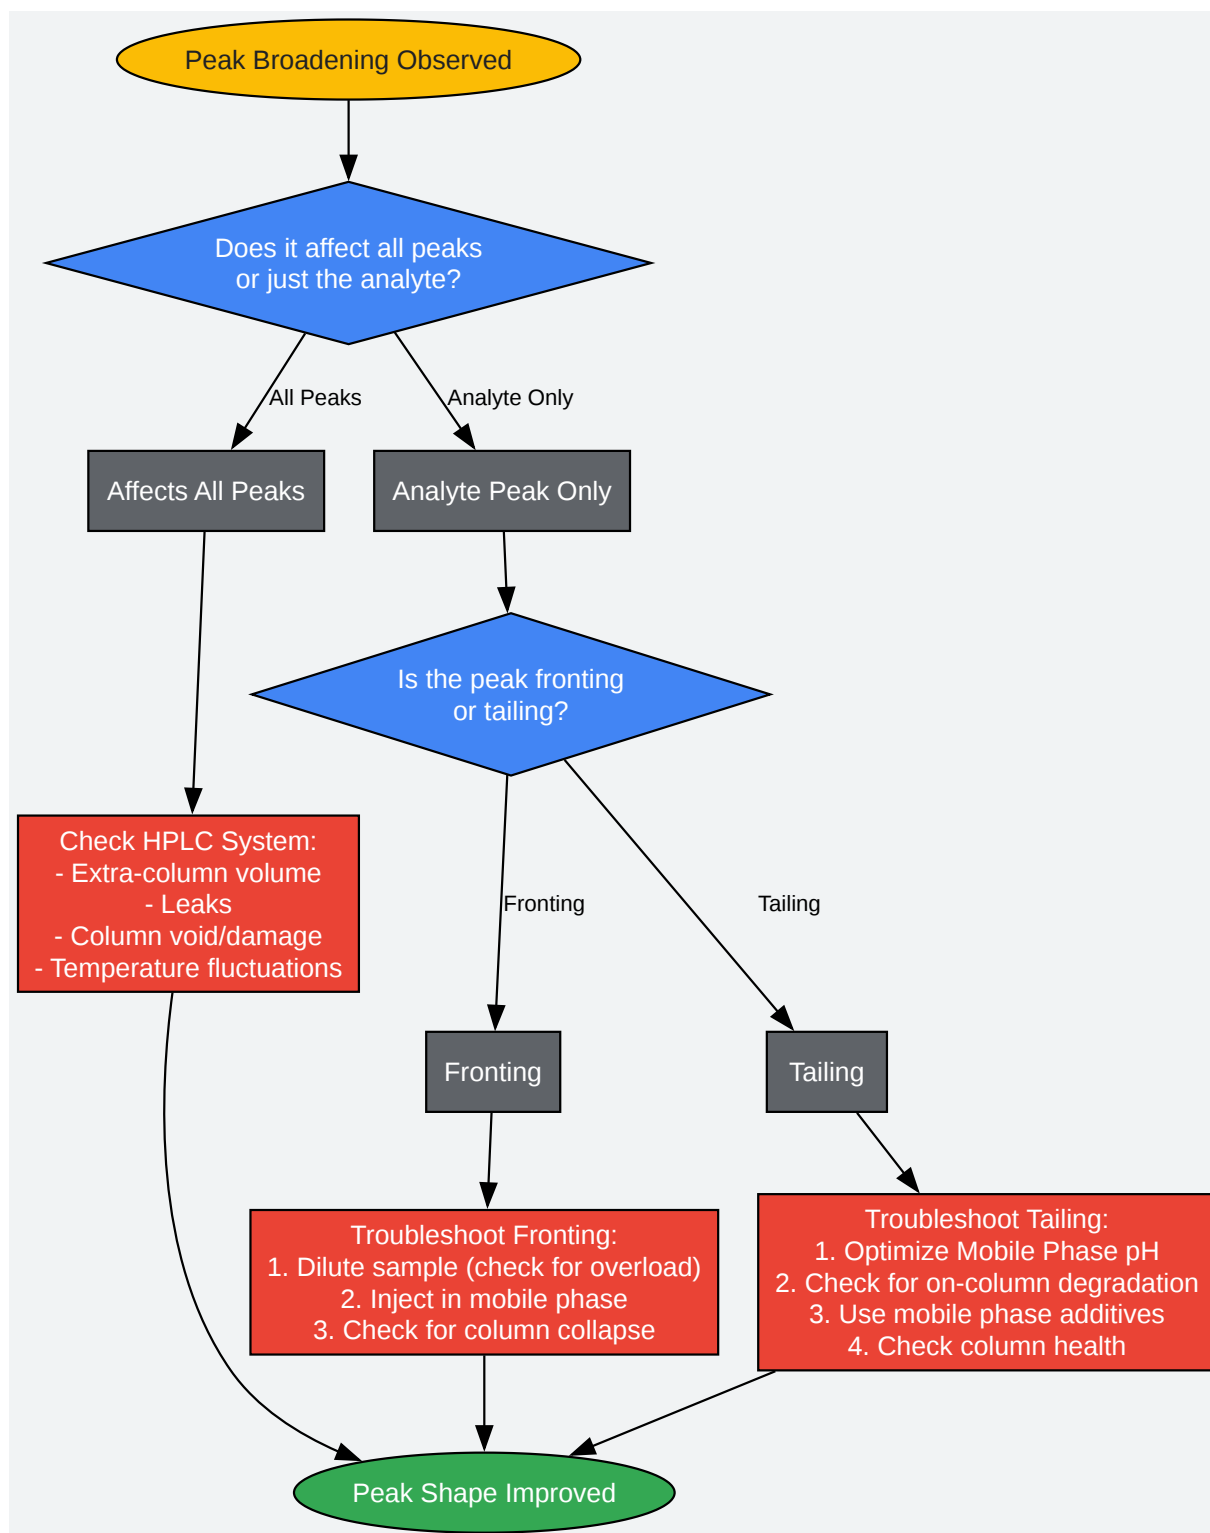 Peak Broadening Observed
Does it affect all peaks
or just the analyte?
All Peaks
Analyte Only
Affects All Peaks
Analyte Peak Only
Is the peak fronting
or tailing?
Check HPLC System:
- Extra-column volume
- Leaks
- Column void/damage
- Temperature fluctuations
Fronting
Tailing
Fronting
Tailing
Troubleshoot Fronting:
1. Dilute sample (check for overload)
2. Inject in mobile phase
3. Check for column collapse
Troubleshoot Tailing:
1. Optimize Mobile Phase pH
2. Check for on-column degradation
3. Use mobile phase additives
4. Check column health
Peak Shape Improved